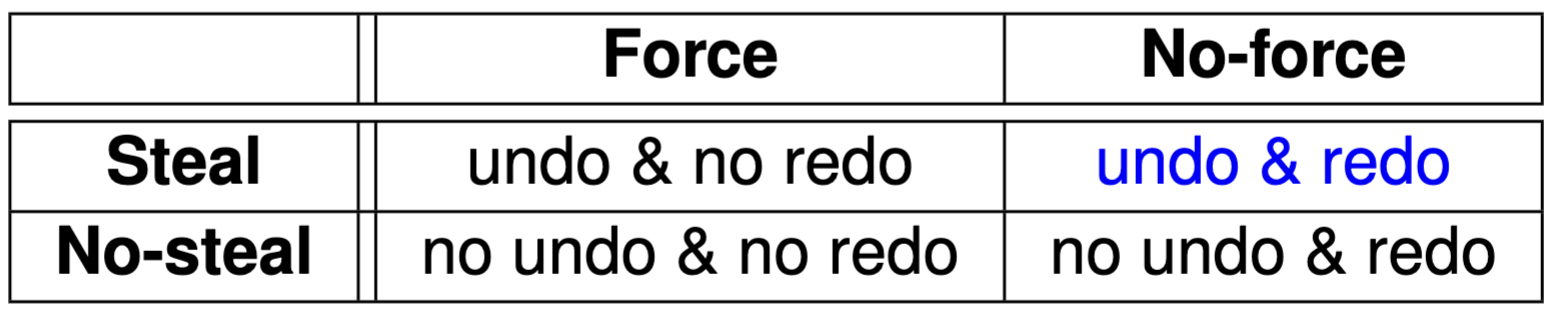 Force No-force
Steal undo & no redo undo & redo
No-steal no undo & no redo no undo & redo